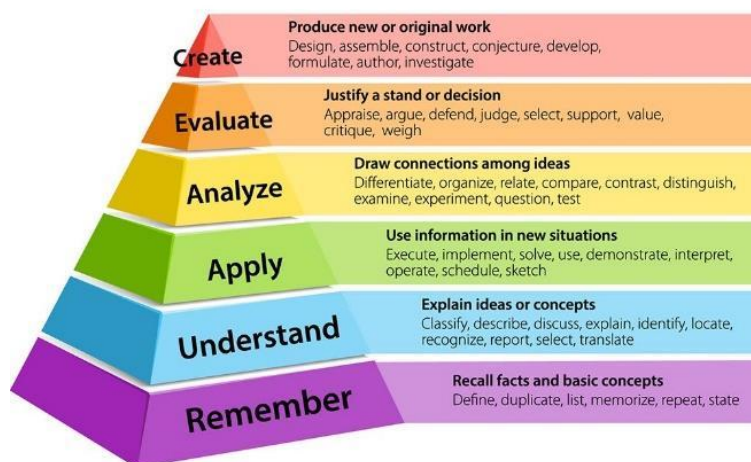 Create
Produce new or original work
Design, assemble, construct, conjecture, develop,
formulate, author, investigate
Evaluate
Justify a stand or decision
Appraise, argue, defend, judge, select, support, value,
critique, weigh
Analyze
Draw connections among ideas
Differentiate, organize, relate, compare, contrast, distinguish,
examine, experiment, question, test
Apply
Use information in new situations
Execute, implement, solve, use, demonstrate, interpret,
operate, schedule, sketch
Understand
Explain ideas or concepts
Classify, describe, discuss, explain, identify, locate,
recognize, report, select, translate
Remember
Recall facts and basic concepts
Define, duplicate, list, memorize, repeat, state